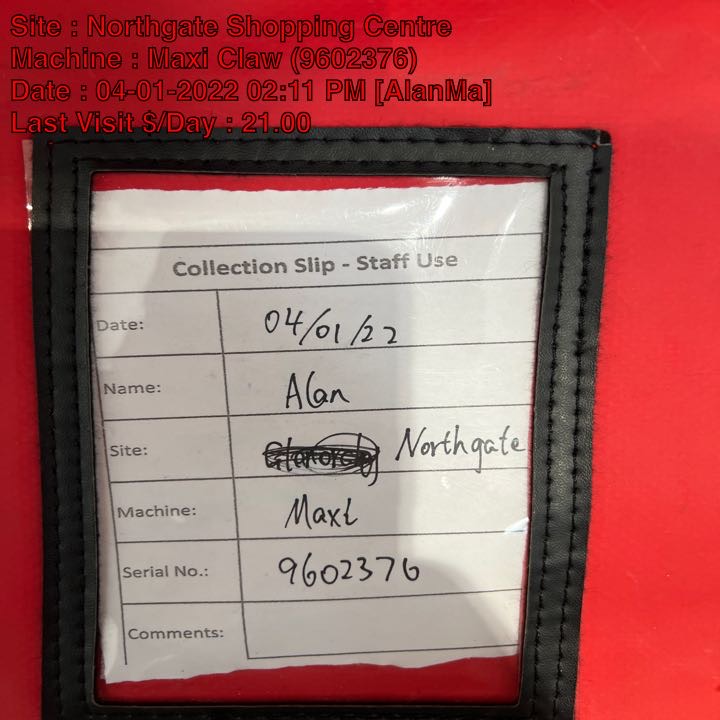 Site : Northgate Shopping Centre
Machine : Maxi Claw (9602376)
Date : 04-01-2022 02:11 PM [AlanMa]
Last Visit $/Day : 21.00
Collection Slip - Staff Use
Date: 04/01/22
Name: Alan
Site: Northgate
Machine: Maxi
Serial No.: 9602376
Comments: